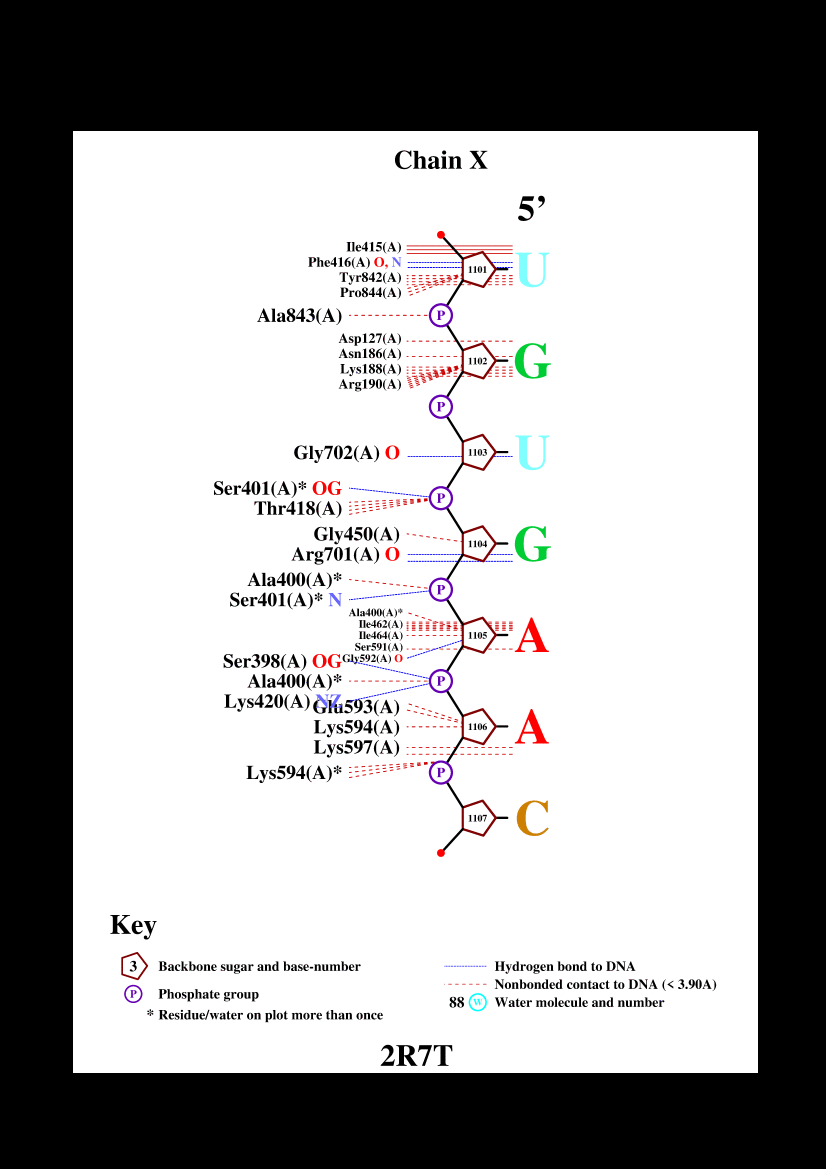 Chain X
5’
Ile415(A)
Phe416(A) O, N
Tyr842(A)
Pro844(A)
1101
U
Ala843(A)
P
Asp127(A)
Asn186(A)
Lys188(A)
Arg190(A)
1102
G
P
Gly702(A) O
1103
U
Ser401(A)* OG
Thr418(A)
P
Gly450(A)
Arg701(A) O
1104
G
Ala400(A)*
Ser401(A)* N
P
Ala400(A)*
Ile462(A)
Ile464(A)
Ser591(A)
Gly592(A) O
1105
A
Ser398(A) OG
Ala400(A)*
Lys420(A) NZ
P
Glu593(A)
Lys594(A)
Lys597(A)
1106
A
Lys594(A)*
P
1107
C
Key
3 Backbone sugar and base-number
P Phosphate group
* Residue/water on plot more than once
Hydrogen bond to DNA
Nonbonded contact to DNA (< 3.90A)
88 W Water molecule and number
2R7T